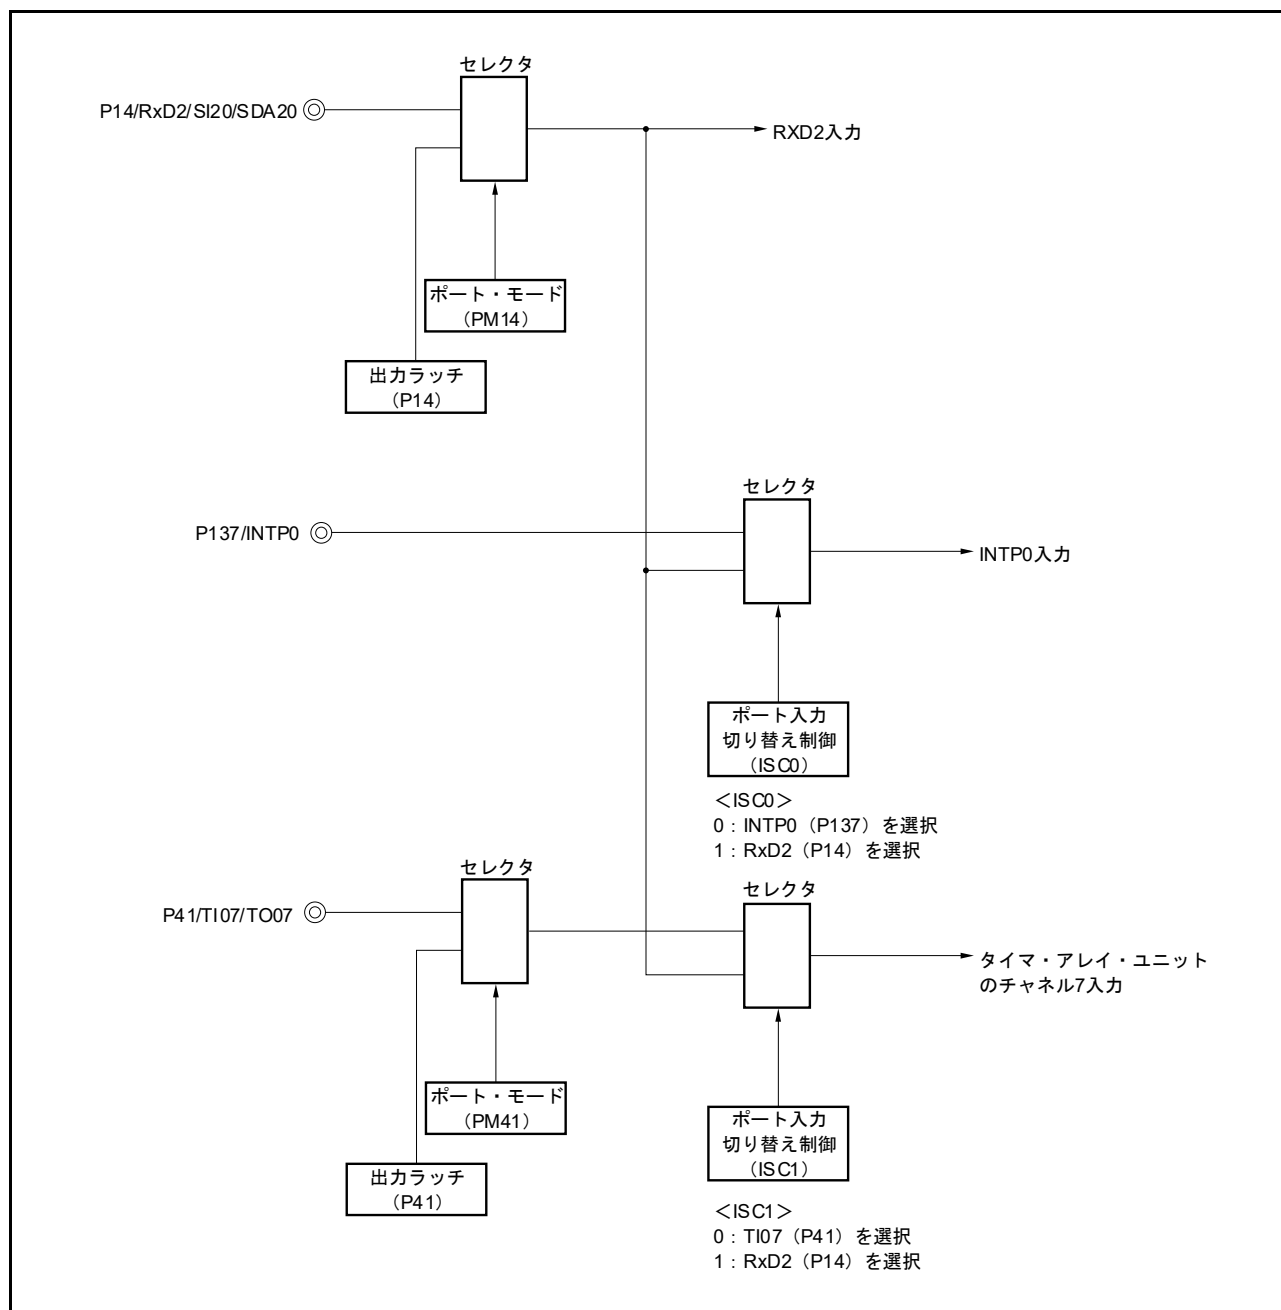 セレクタ
P14/RxD2/SI20/SDA20
RXD2入力
ポート・モード
(PM14)
出力ラッチ
(P14)
セレクタ
P137/INTP0
INTP0入力
ポート入力
切り替え制御
(ISC0)
＜ISC0＞
0：INTP0（P137）を選択
1：RxD2（P14）を選択
セレクタ
セレクタ
P41/TI07/TO07
タイマ・アレイ・ユニット
のチャネル7入力
ポート・モード
(PM41)
ポート入力
切り替え制御
(ISC1)
出力ラッチ
(P41)
＜ISC1＞
0：TI07（P41）を選択
1：RxD2（P14）を選択